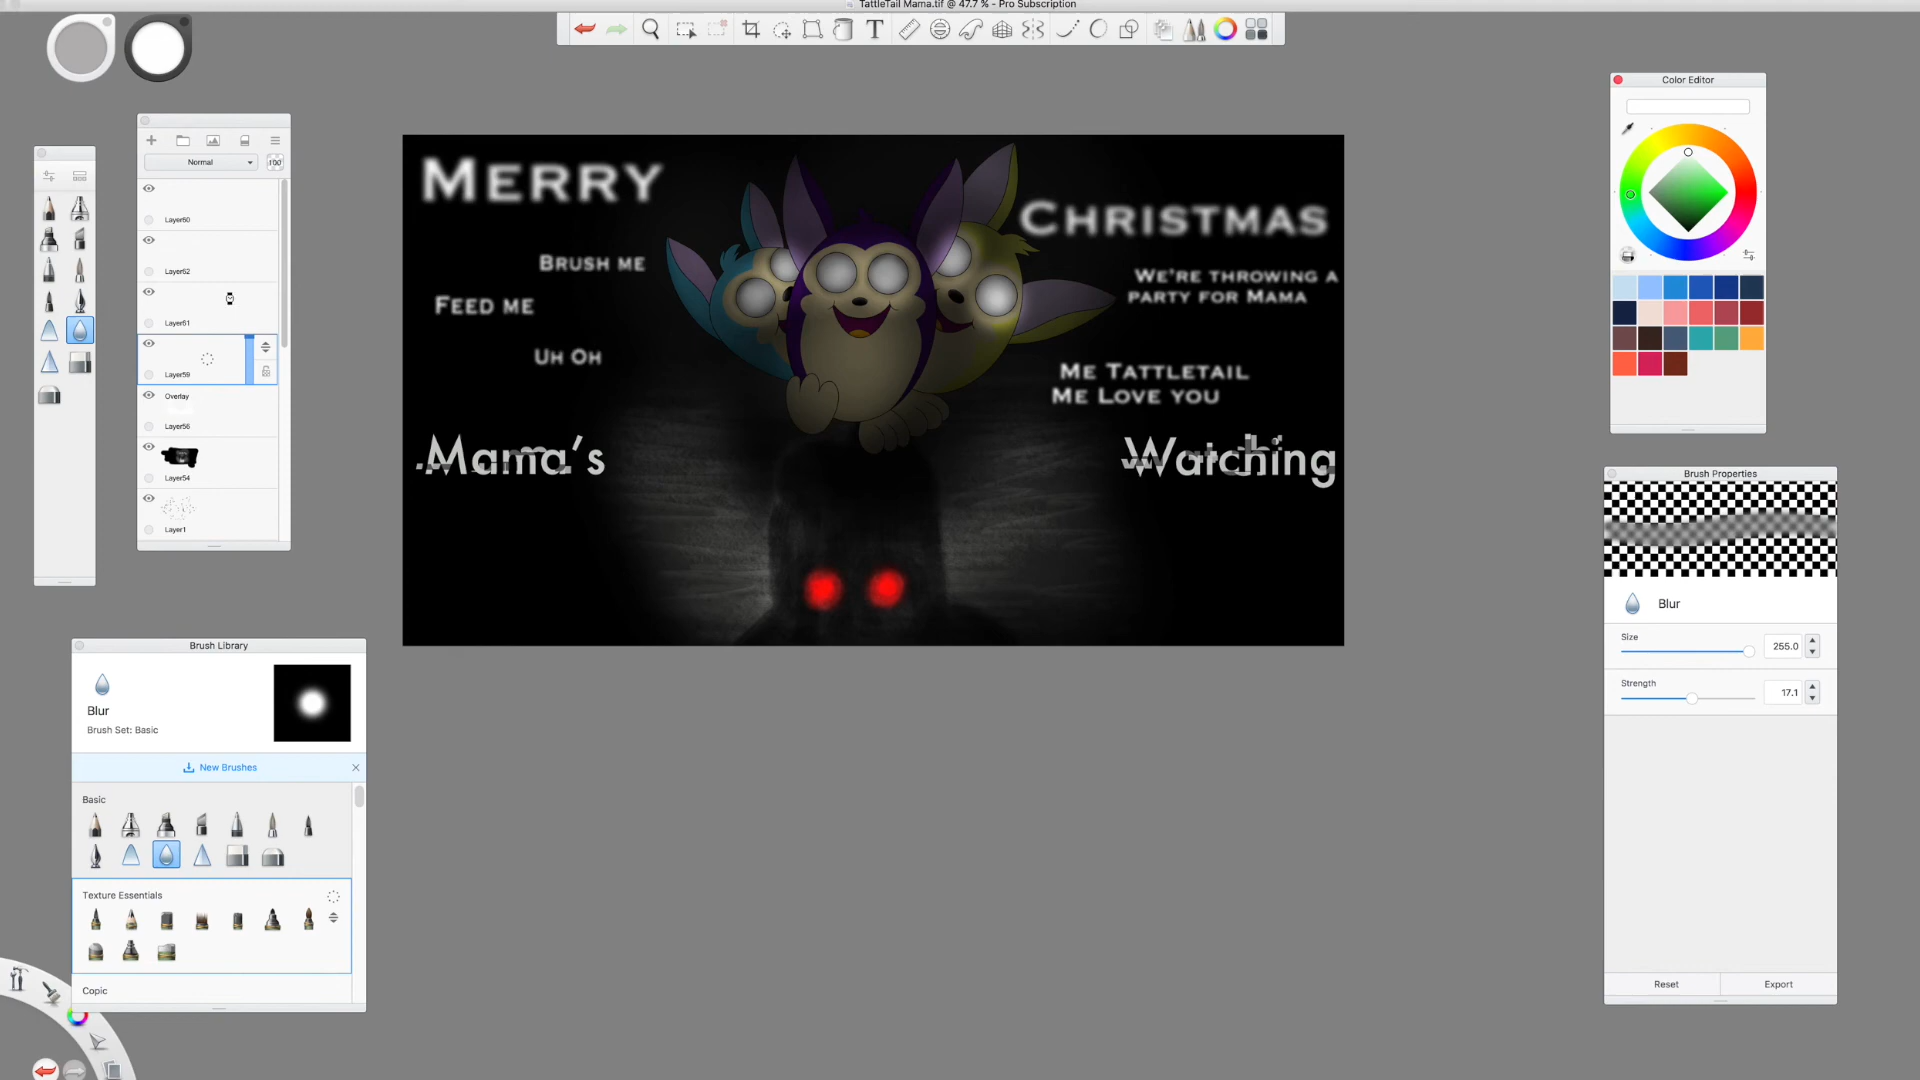 TattleTail Mama.tif @ 47.7 % - Pro Subscription
Normal
100
Layer60
Layer62
Layer61
Layer59
Overlay
Layer56
Layer54
Layer1
Merry
Christmas
Brush me
Feed me
Uh Oh
We're throwing a
party for Mama
Me Tattletail
Me Love you
Mama's
Watching
Color Editor
Brush Properties
Blur
Size
255.0
Strength
17.1
Reset
Export
Brush Library
Blur
Brush Set: Basic
New Brushes
Basic
Texture Essentials
Copic